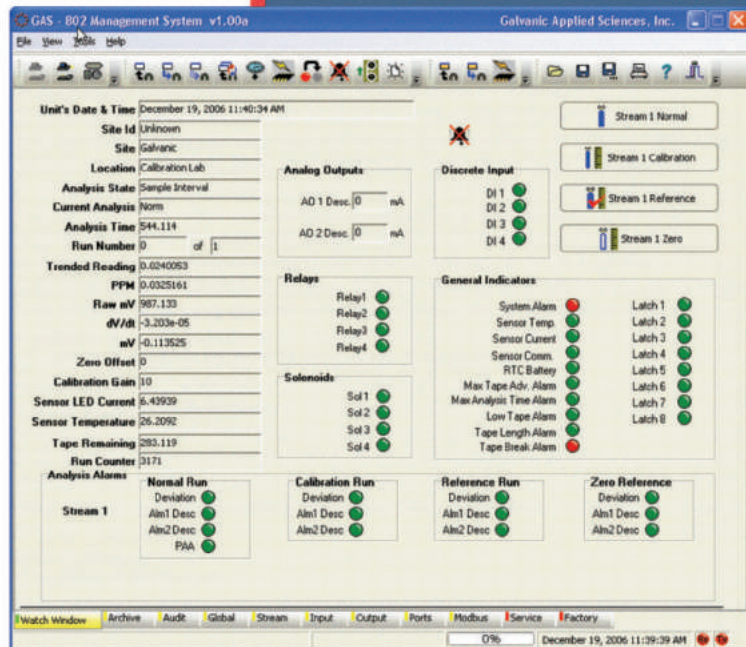 GAS - 802 Management System v1.00a
Galvanic Applied Sciences, Inc.
File View Tools Help
Unit's Date & Time December 19, 2006 11:40:34 AM
Site Id Unknown
Site Galvanic
Location Calibration Lab
Analysis State Sample Interval
Current Analysis Norm
Analysis Time 544.114
Run Number 0 of 1
Trended Reading 0.0240053
PPM 0.0325161
Raw mV 987.133
dV/dt -3.203e-05
mV -0.113525
Zero Offset 0
Calibration Gain 10
Sensor LED Current 6.43939
Sensor Temperature 26.2092
Tape Remaining 283.119
Run Counter 3171
Analog Outputs
AO 1 Desc. 0 mA
AO 2 Desc. 0 mA
Relays
Relay1
Relay2
Relay3
Relay4
Solenoids
Sol 1
Sol 2
Sol 3
Sol 4
Discrete Input
DI 1
DI 2
DI 3
DI 4
Stream 1 Normal
Stream 1 Calibration
Stream 1 Reference
Stream 1 Zero
General Indicators
System Alarm
Sensor Temp.
Sensor Current
Sensor Comm.
RTC Battery
Max Tape Adv. Alarm
Max Analysis Time Alarm
Low Tape Alarm
Tape Length Alarm
Tape Break Alarm
Latch 1
Latch 2
Latch 3
Latch 4
Latch 5
Latch 6
Latch 7
Latch 8
Analysis Alarms
Stream 1
Normal Run
Deviation
Alm1 Desc
Alm2 Desc
PAA
Calibration Run
Deviation
Alm1 Desc
Alm2 Desc
Reference Run
Deviation
Alm1 Desc
Alm2 Desc
Zero Reference
Deviation
Alm1 Desc
Alm2 Desc
Watch Window Archive Audit Global Stream Input Output Ports Modbus Service Factory
0% December 19, 2006 11:39:39 AM Rx Tx